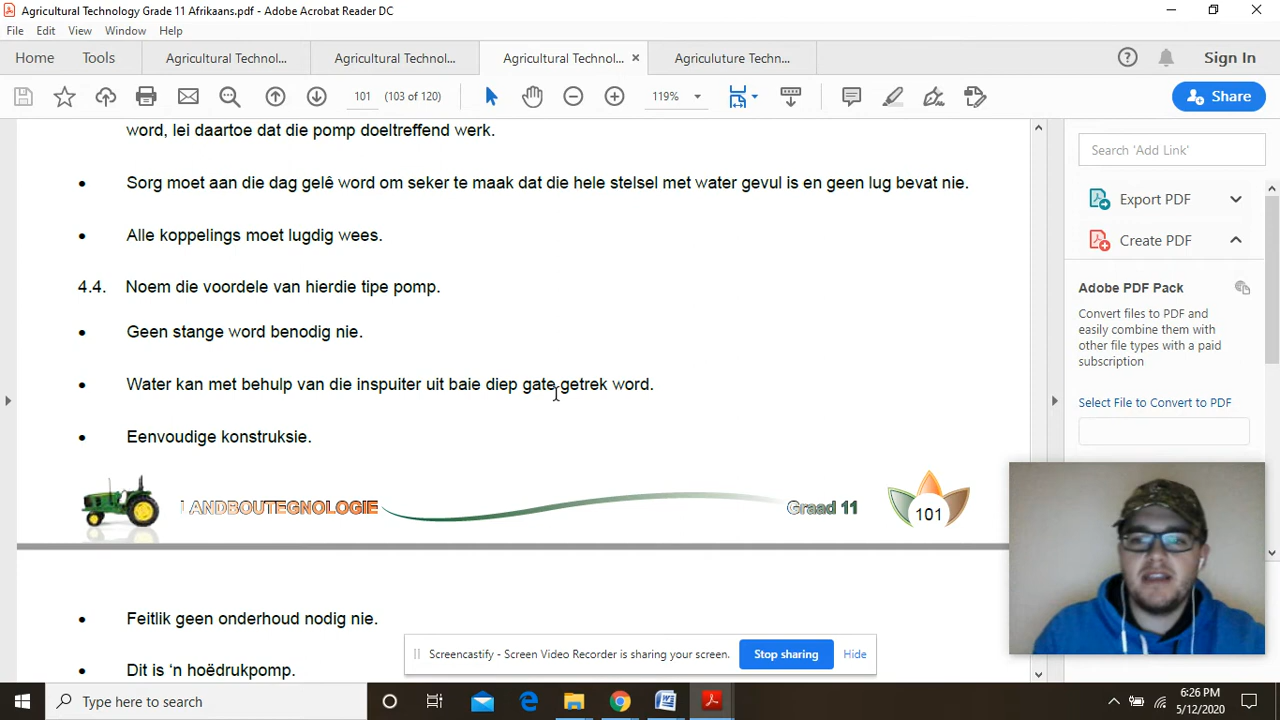 Agricultural Technology Grade 11 Afrikaans.pdf - Adobe Acrobat Reader DC
File Edit View Window Help
Home Tools Agricultural Technol... Agricultural Technol... Agricultural Technol... × Agriculuture Techn... Sign In
101 (103 of 120) 119% Share
word, lei daartoe dat die pomp doeltreffend werk.
• Sorg moet aan die dag gelê word om seker te maak dat die hele stelsel met water gevul is en geen lug bevat nie.
• Alle koppelings moet lugdig wees.
4.4. Noem die voordele van hierdie tipe pomp.
• Geen stange word benodig nie.
• Water kan met behulp van die inspuiter uit baie diep gate getrek word.
• Eenvoudige konstruksie.
LANDBOUTEGNOLOGIE Graad 11 101
• Feitlik geen onderhoud nodig nie.
• Dit is 'n hoëdrukpomp.
Search 'Add Link'
Export PDF
Create PDF
Adobe PDF Pack
Convert files to PDF and
easily combine them with
other file types with a paid
subscription
Select File to Convert to PDF
Screencastify - Screen Video Recorder is sharing your screen. Stop sharing Hide
Type here to search
6:26 PM
5/12/2020